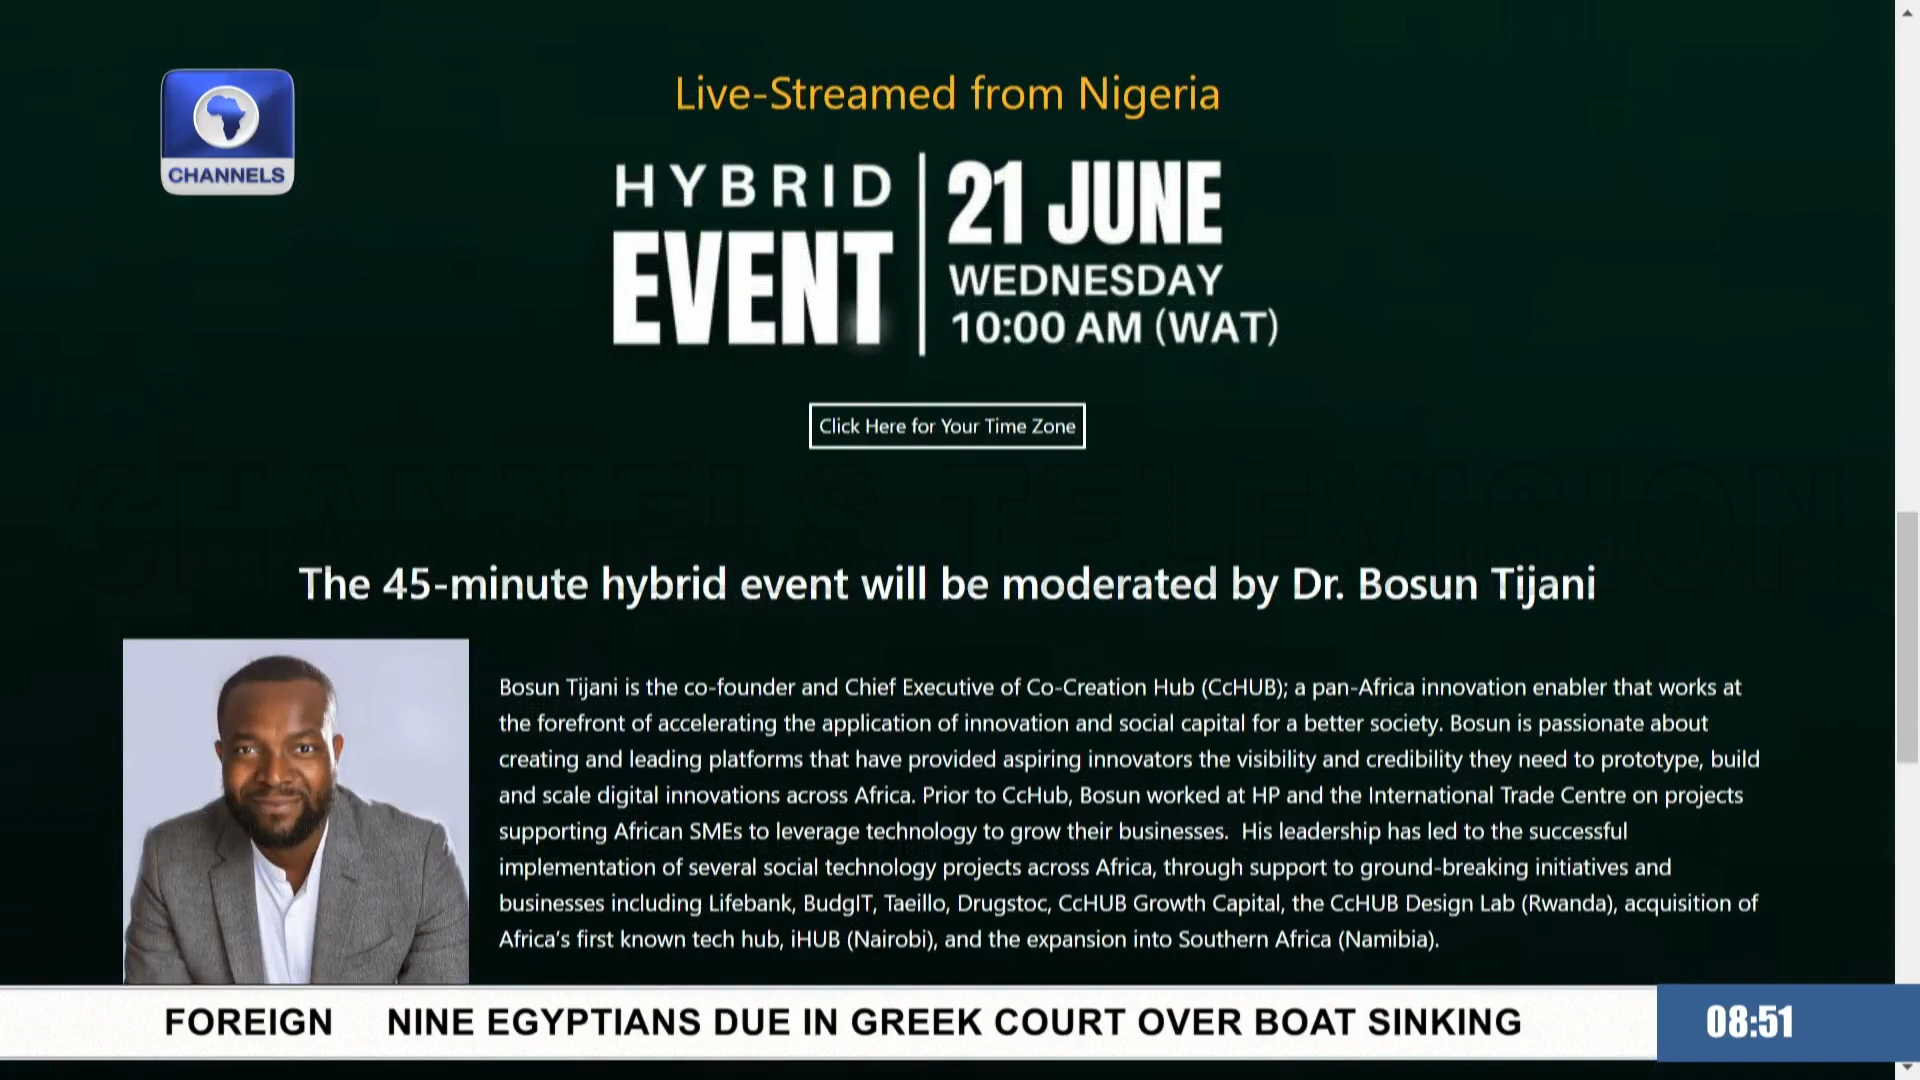 CHANNELS
Live-Streamed from Nigeria
HYBRID
EVENT
21 JUNE
WEDNESDAY
10:00 AM (WAT)
Click Here for Your Time Zone
CHANNELS TELEVISION
The 45-minute hybrid event will be moderated by Dr. Bosun Tijani
Bosun Tijani is the co-founder and Chief Executive of Co-Creation Hub (CcHUB); a pan-Africa innovation enabler that works at
the forefront of accelerating the application of innovation and social capital for a better society. Bosun is passionate about
creating and leading platforms that have provided aspiring innovators the visibility and credibility they need to prototype, build
and scale digital innovations across Africa. Prior to CcHub, Bosun worked at HP and the International Trade Centre on projects
supporting African SMEs to leverage technology to grow their businesses.  His leadership has led to the successful
implementation of several social technology projects across Africa, through support to ground-breaking initiatives and
businesses including Lifebank, BudgIT, Taeillo, Drugstoc, CcHUB Growth Capital, the CcHUB Design Lab (Rwanda), acquisition of
Africa's first known tech hub, iHUB (Nairobi), and the expansion into Southern Africa (Namibia).
FOREIGN NINE EGYPTIANS DUE IN GREEK COURT OVER BOAT SINKING
08:51